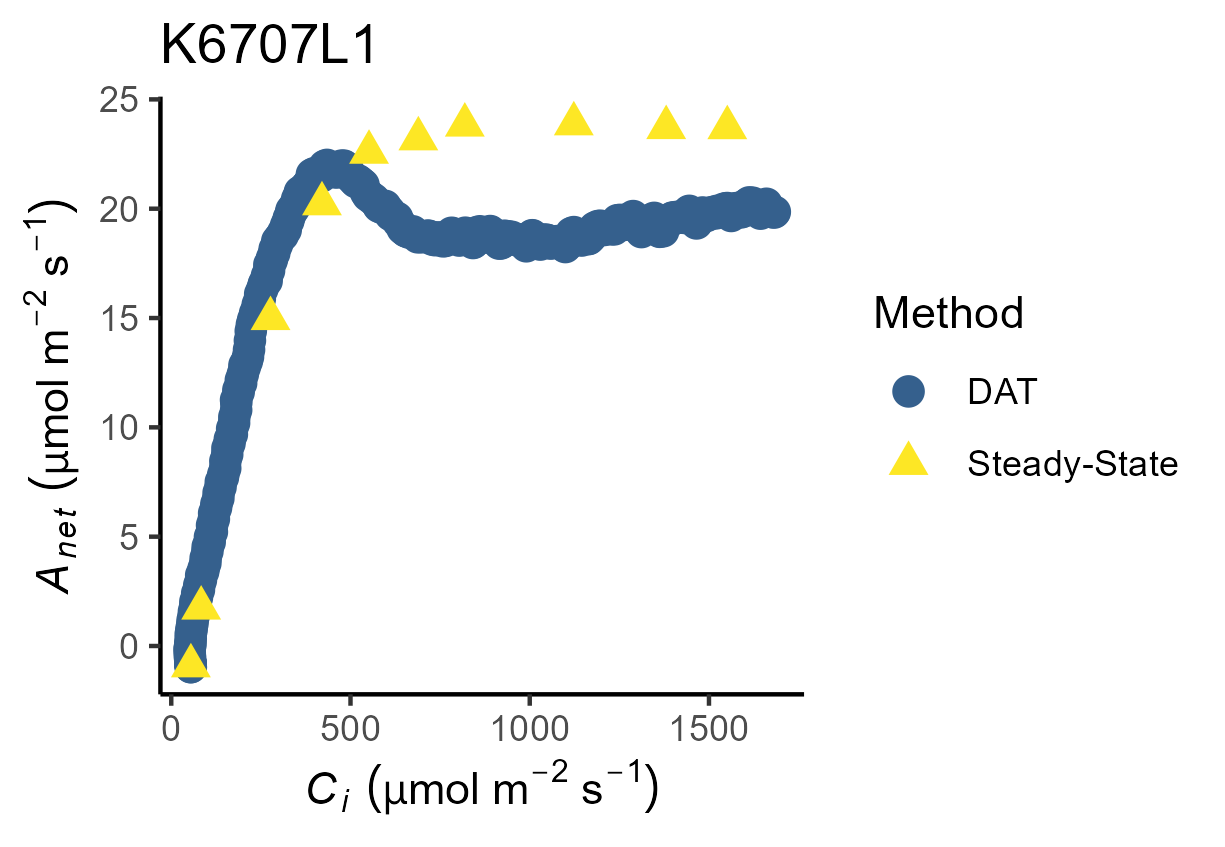 K6707L1
25
20
15
10
5
0
A net (μmol m⁻² s⁻¹)
0 500 1000 1500
C i (μmol m⁻² s⁻¹)
Method
DAT
Steady-State